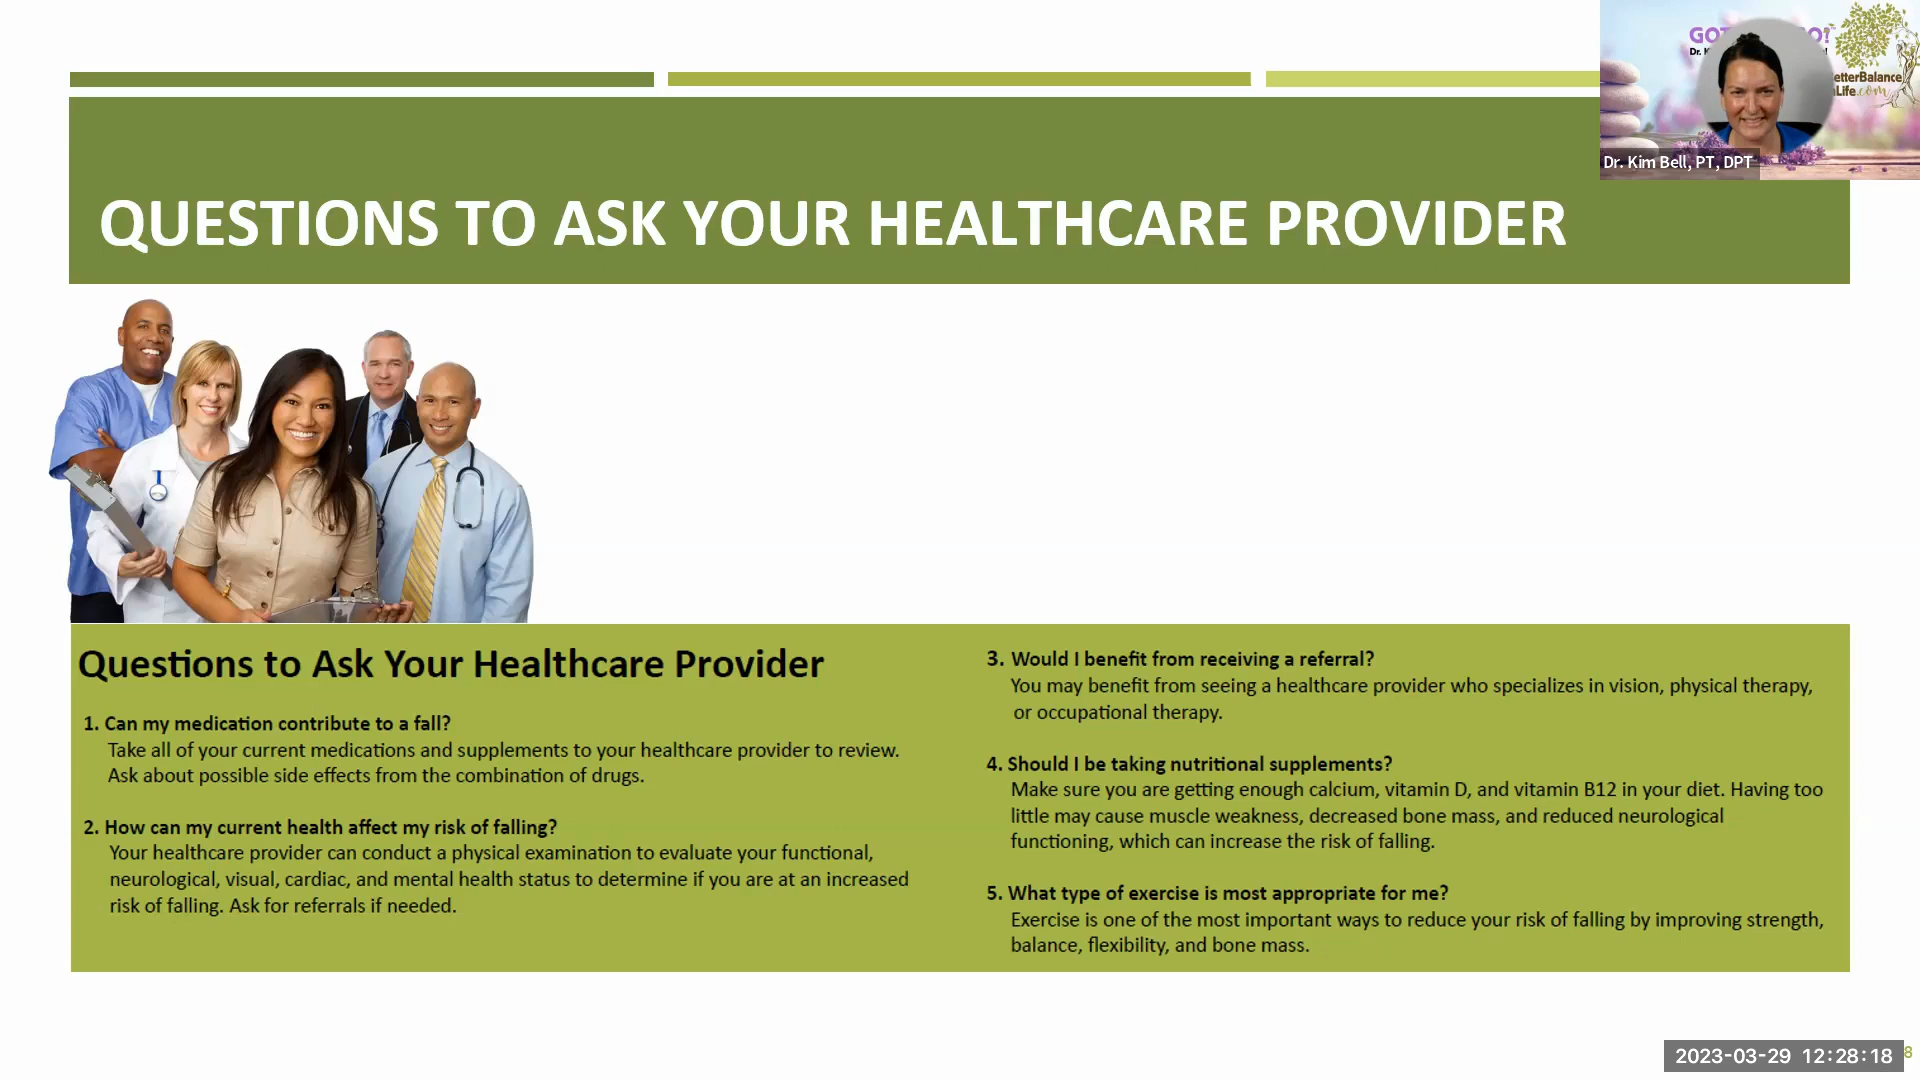 GOT
O?
Dr. K
etterBalance
nLife.com
Dr. Kim Bell, PT, DPT
QUESTIONS TO ASK YOUR HEALTHCARE PROVIDER
Questions to Ask Your Healthcare Provider
1. Can my medication contribute to a fall?
Take all of your current medications and supplements to your healthcare provider to review.
Ask about possible side effects from the combination of drugs.
2. How can my current health affect my risk of falling?
Your healthcare provider can conduct a physical examination to evaluate your functional,
neurological, visual, cardiac, and mental health status to determine if you are at an increased
risk of falling. Ask for referrals if needed.
3. Would I benefit from receiving a referral?
You may benefit from seeing a healthcare provider who specializes in vision, physical therapy,
or occupational therapy.
4. Should I be taking nutritional supplements?
Make sure you are getting enough calcium, vitamin D, and vitamin B12 in your diet. Having too
little may cause muscle weakness, decreased bone mass, and reduced neurological
functioning, which can increase the risk of falling.
5. What type of exercise is most appropriate for me?
Exercise is one of the most important ways to reduce your risk of falling by improving strength,
balance, flexibility, and bone mass.
2023-03-29 12:28:18
8